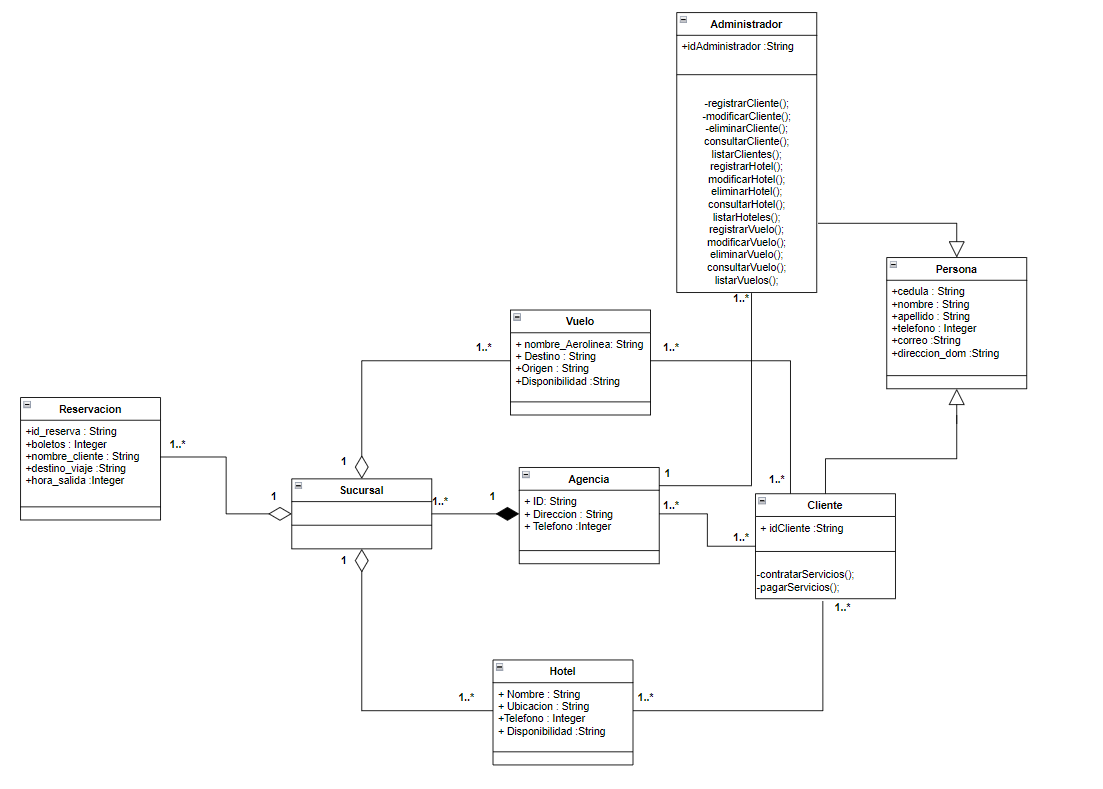 Administrador
+idAdministrador :String
-registrarCliente();
-modificarCliente();
-eliminarCliente();
consultarCliente();
listarClientes();
registrarHotel();
modificarHotel();
eliminarHotel();
consultarHotel();
listarHoteles();
registrarVuelo();
modificarVuelo();
eliminarVuelo();
consultarVuelo();
listarVuelos();
1..*
Persona
+cedula : String
+nombre : String
+apellido : String
+telefono : Integer
+correo :String
+direccion_dom :String
Vuelo
+ nombre_Aerolinea: String
+ Destino : String
+Origen : String
+Disponibilidad :String
1..*
1..*
Reservacion
+id_reserva : String
+boletos : Integer
+nombre_cliente : String
+destino_viaje :String
+hora_salida :Integer
1..*
1
1
Sucursal
1..*
1
1
Agencia
+ ID: String
+ Direccion : String
+ Telefono :Integer
1
1..*
1..*
1..*
Cliente
+ idCliente :String
-contratarServicios();
-pagarServicios();
1..*
Hotel
+ Nombre : String
+ Ubicacion : String
+Telefono : Integer
+ Disponibilidad :String
1..*
1..*